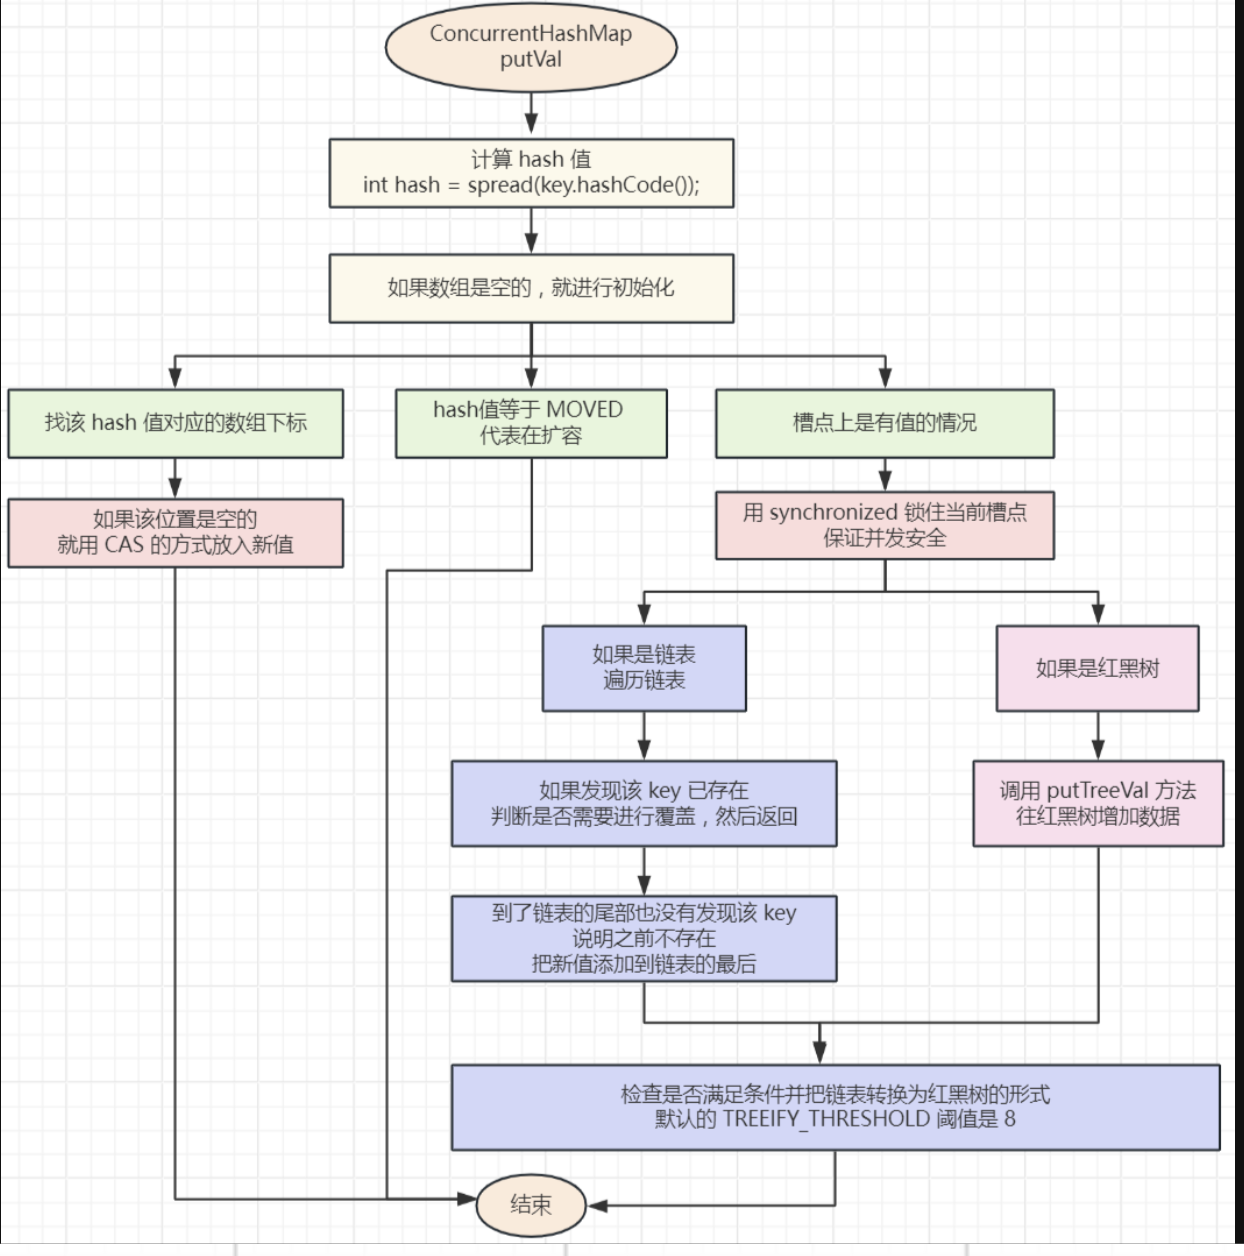 ConcurrentHashMap
putVal
计算 hash 值
int hash = spread(key.hashCode());
如果数组是空的，就进行初始化
找该 hash 值对应的数组下标
hash值等于 MOVED
代表在扩容
槽点上是有值的情况
如果该位置是空的
就用 CAS 的方式放入新值
用 synchronized 锁住当前槽点
保证并发安全
如果是链表
遍历链表
如果是红黑树
如果发现该 key 已存在
判断是否需要进行覆盖，然后返回
调用 putTreeVal 方法
往红黑树增加数据
到了链表的尾部也没有发现该 key
说明之前不存在
把新值添加到链表的最后
检查是否满足条件并把链表转换为红黑树的形式
默认的 TREEIFY_THRESHOLD 阈值是 8
结束